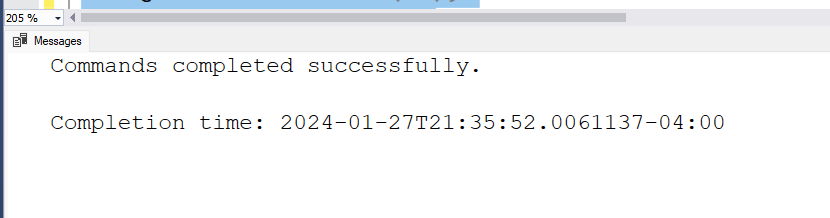 205 %
Messages
Commands completed successfully.
Completion time: 2024-01-27T21:35:52.0061137-04:00